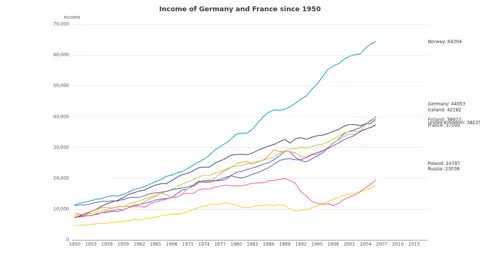 Income of Germany and France since 1950
income
70,000
60,000
50,000
40,000
30,000
20,000
10,000
0
Norway: 64304
Germany: 44053
Iceland: 42182
France: 37599
Poland: 24787
Russia: 23038
1950 1953 1956 1959 1962 1965 1968 1971 1974 1977 1980 1983 1986 1989 1992 1995 1998 2001 2004 2007 2010 2013